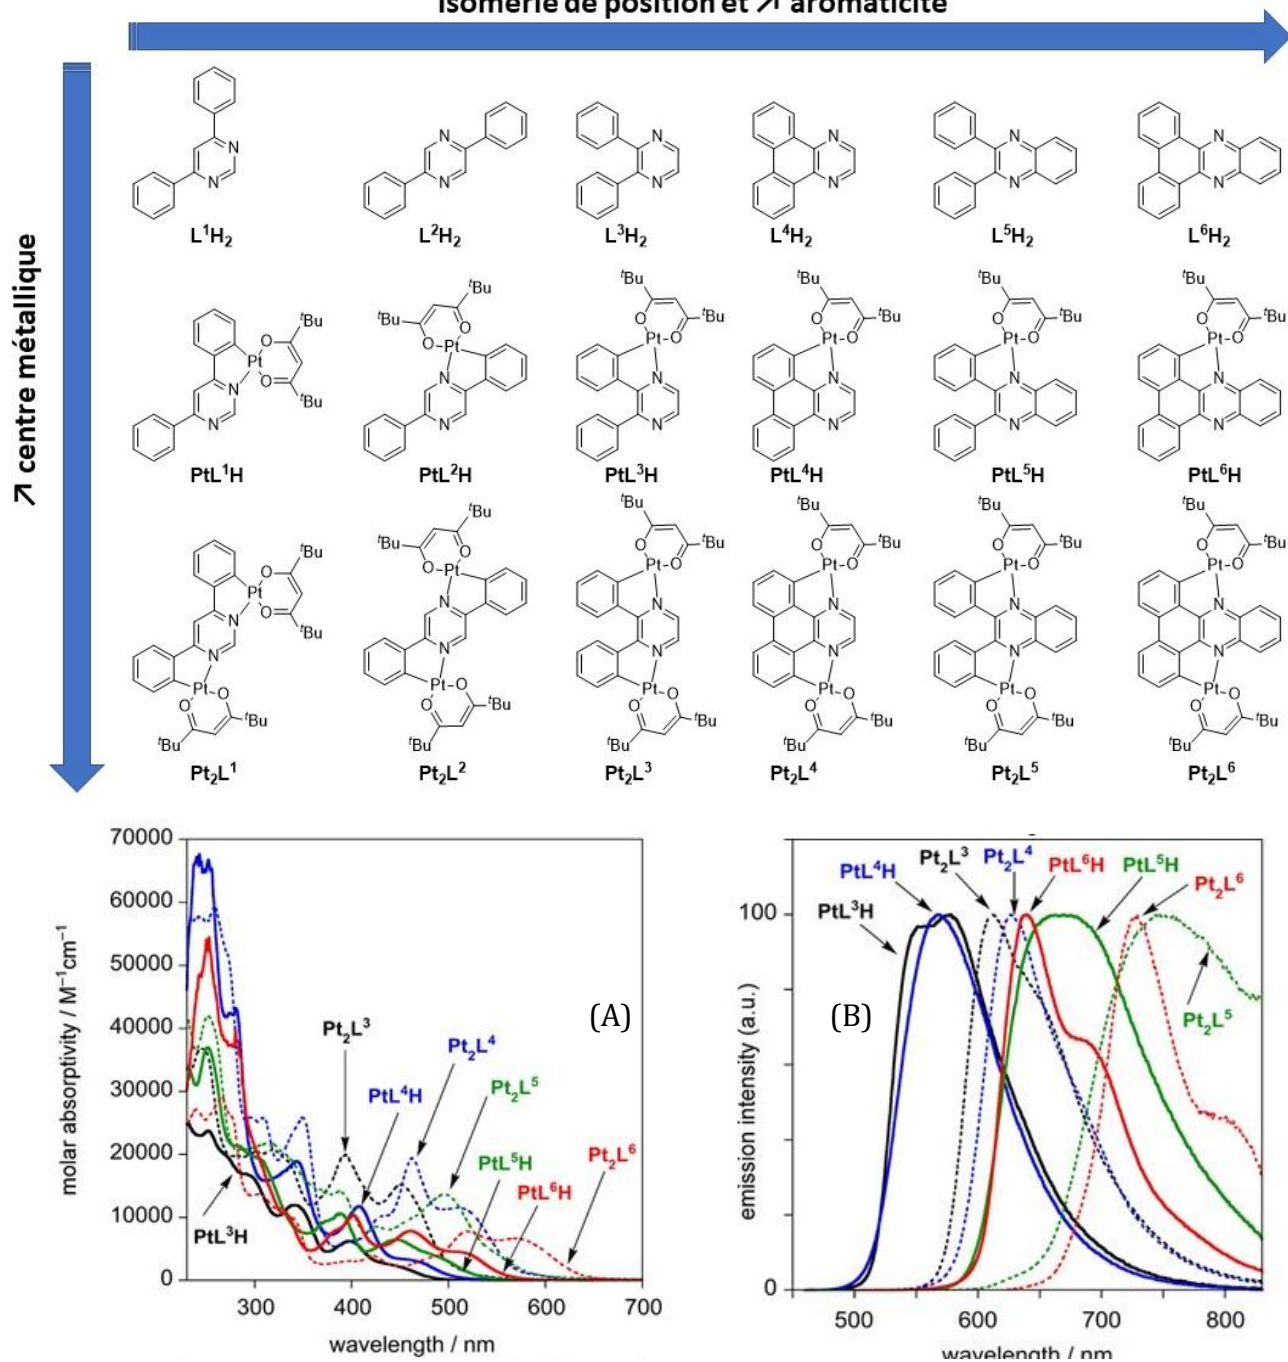 Isomérie de position et ↗ aromaticité
↗ centre métallique
L¹H₂ L²H₂ L³H₂ L⁴H₂ L⁵H₂ L⁶H₂
PtL¹H PtL²H PtL³H PtL⁴H PtL⁵H PtL⁶H
Pt₂L¹ Pt₂L² Pt₂L³ Pt₂L⁴ Pt₂L⁵ Pt₂L⁶
molar absorptivity / M⁻¹cm⁻¹
70000
60000
50000
40000
30000
20000
10000
0
300 400 500 600 700
wavelength / nm
(A)
Pt₂L³
Pt₂L⁴
PtL⁴H
Pt₂L⁵
PtL⁵H
Pt₂L⁶
PtL⁶H
PtL³H
emission intensity (a.u.)
100
0
500 600 700 800
wavelength / nm
(B)
PtL⁴H
Pt₂L³
Pt₂L⁴
PtL⁶H
PtL⁵H
Pt₂L⁶
PtL³H
Pt₂L⁵